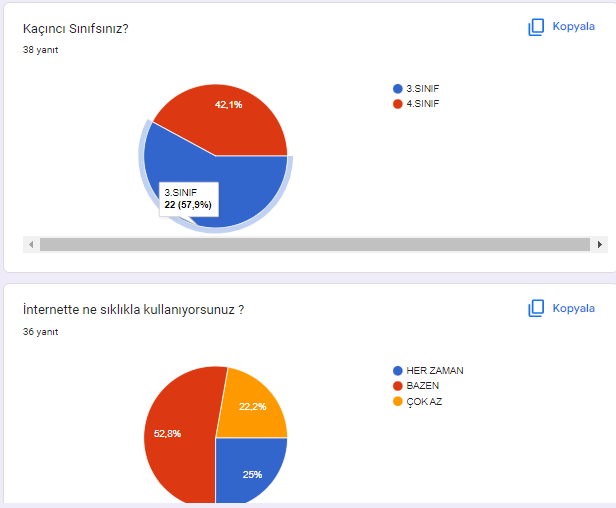 Kaçıncı Sınıfsınız?
Kopyala
38 yanıt
42,1%
3.SINIF
4.SINIF
3.SINIF
22 (57,9%)
İnternette ne sıklıkla kullanıyorsunuz ?
Kopyala
36 yanıt
HER ZAMAN
BAZEN
ÇOK AZ
22,2%
52,8%
25%